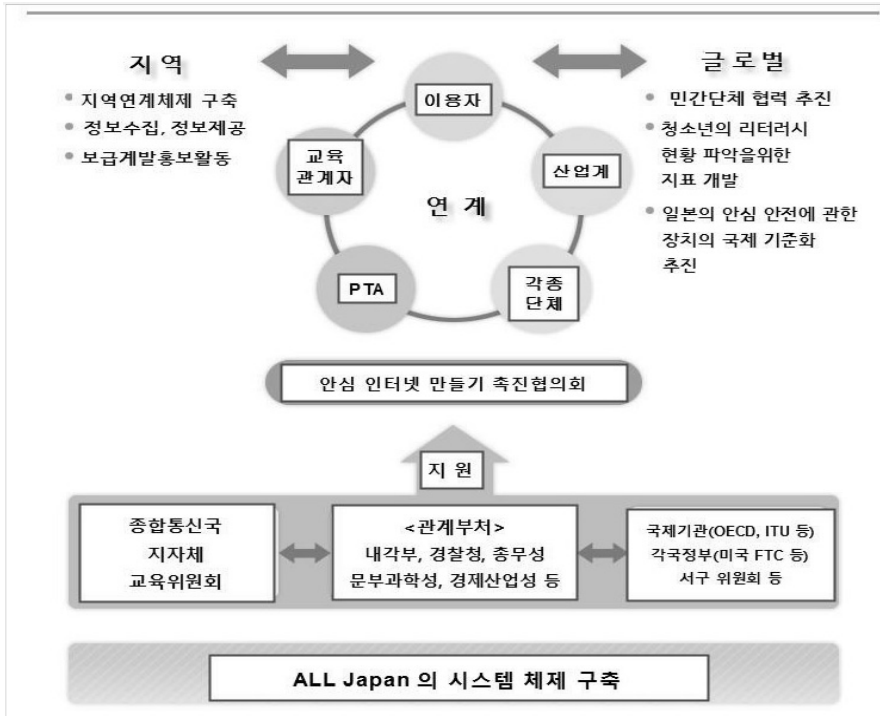 지역
• 지역연계체제 구축
• 정보수집, 정보제공
• 보급계발홍보활동
이용자
교육
관계자
산업계
연 계
PTA
각종
단체
글로벌
• 민간단체 협력 추진
• 청소년의 리터러시
현황 파악을위한
지표 개발
• 일본의 안심 안전에 관한
장치의 국제 기준화
추진
안심 인터넷 만들기 촉진협의회
지 원
종합통신국
지자체
교육위원회
<관계부처>
내각부, 경찰청, 총무성
문부과학성, 경제산업성 등
국제기관(OECD, ITU 등)
각국정부(미국 FTC 등)
서구 위원회 등
ALL Japan 의 시스템 체제 구축